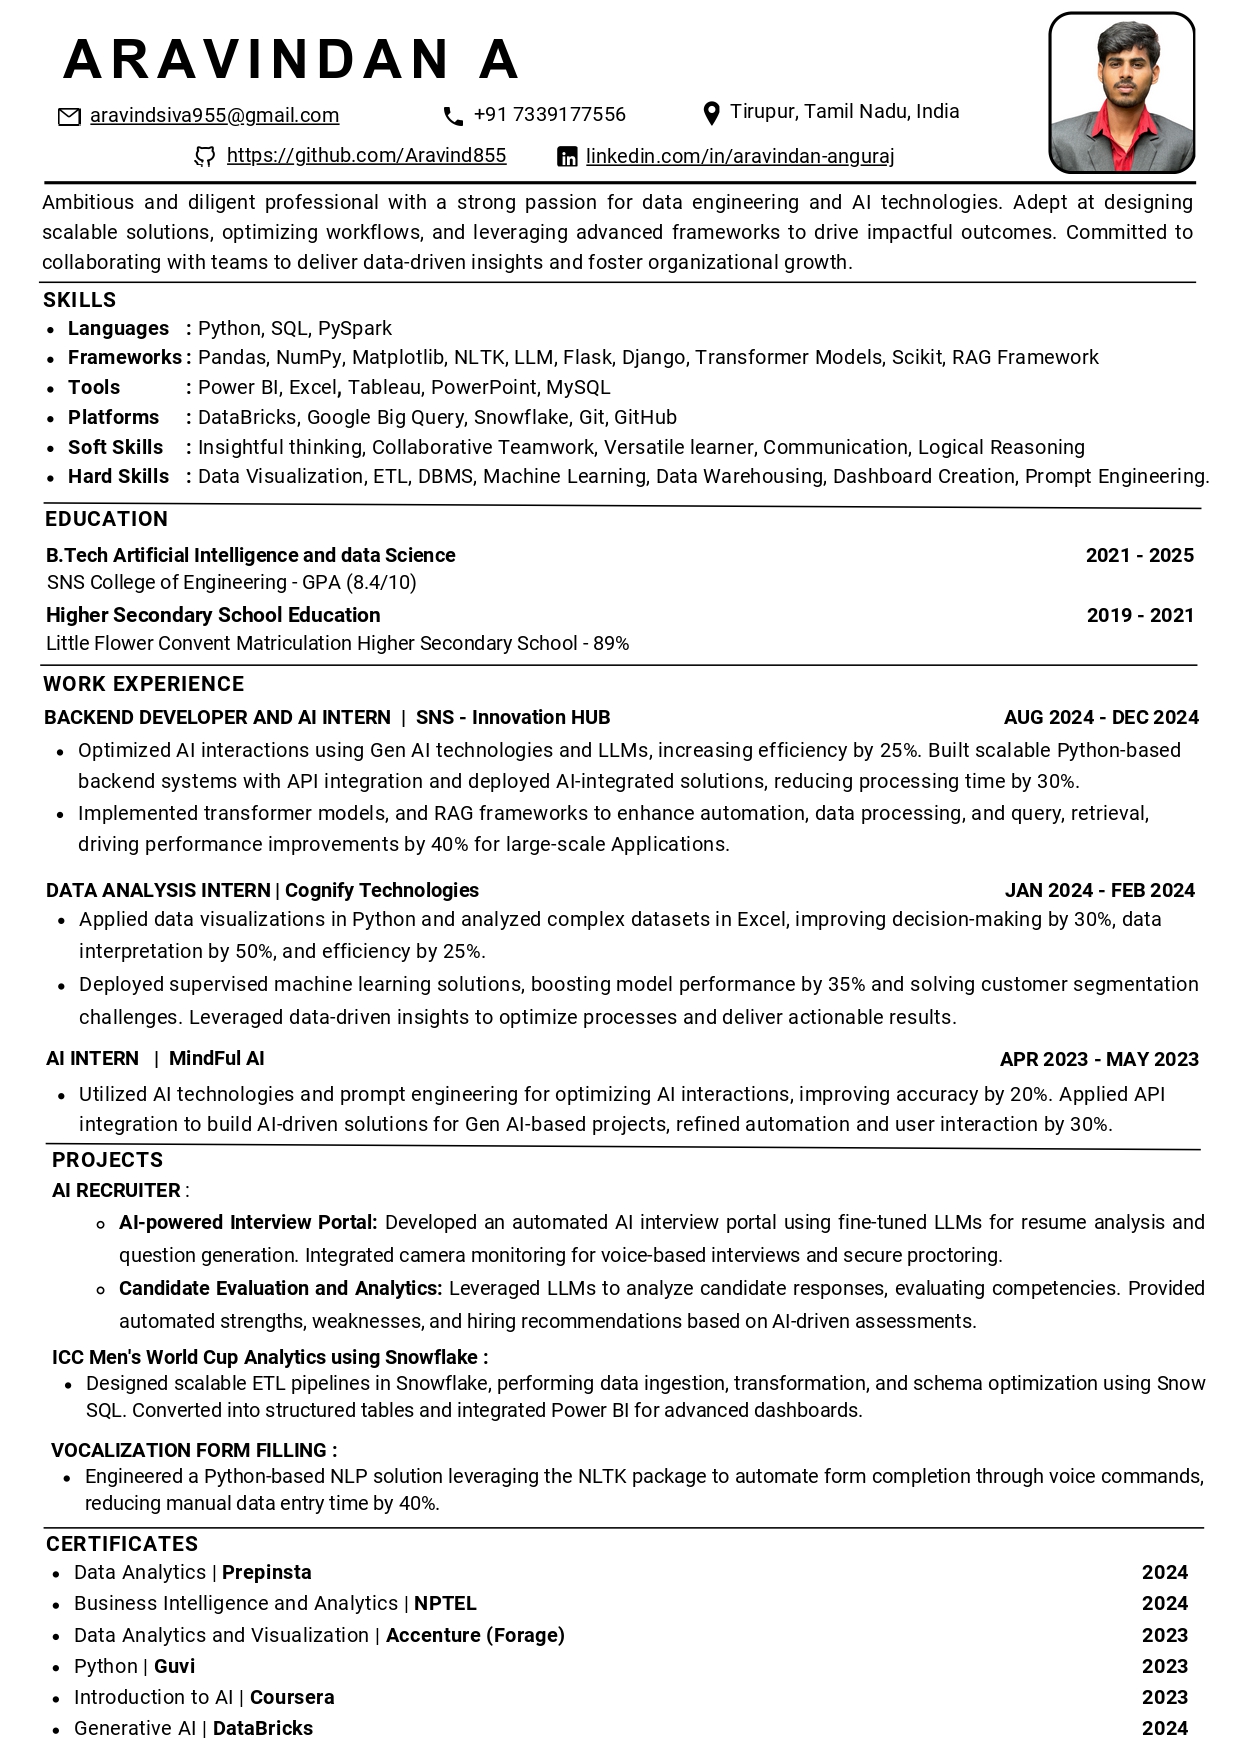 ARAVINDAN A
aravindsiva955@gmail.com +91 7339177556 Tirupur, Tamil Nadu, India
https://github.com/Aravind855 linkedin.com/in/aravindan-anguraj
Ambitious and diligent professional with a strong passion for data engineering and AI technologies. Adept at designing
scalable solutions, optimizing workflows, and leveraging advanced frameworks to drive impactful outcomes. Committed to
collaborating with teams to deliver data-driven insights and foster organizational growth.
SKILLS
• Languages : Python, SQL, PySpark
• Frameworks : Pandas, NumPy, Matplotlib, NLTK, LLM, Flask, Django, Transformer Models, Scikit, RAG Framework
• Tools : Power BI, Excel, Tableau, PowerPoint, MySQL
• Platforms : DataBricks, Google Big Query, Snowflake, Git, GitHub
• Soft Skills : Insightful thinking, Collaborative Teamwork, Versatile learner, Communication, Logical Reasoning
• Hard Skills : Data Visualization, ETL, DBMS, Machine Learning, Data Warehousing, Dashboard Creation, Prompt Engineering.
EDUCATION
B.Tech Artificial Intelligence and data Science 2021 - 2025
SNS College of Engineering - GPA (8.4/10)
Higher Secondary School Education 2019 - 2021
Little Flower Convent Matriculation Higher Secondary School - 89%
WORK EXPERIENCE
BACKEND DEVELOPER AND AI INTERN | SNS - Innovation HUB AUG 2024 - DEC 2024
• Optimized AI interactions using Gen AI technologies and LLMs, increasing efficiency by 25%. Built scalable Python-based
backend systems with API integration and deployed AI-integrated solutions, reducing processing time by 30%.
• Implemented transformer models, and RAG frameworks to enhance automation, data processing, and query, retrieval,
driving performance improvements by 40% for large-scale Applications.
DATA ANALYSIS INTERN | Cognify Technologies JAN 2024 - FEB 2024
• Applied data visualizations in Python and analyzed complex datasets in Excel, improving decision-making by 30%, data
interpretation by 50%, and efficiency by 25%.
• Deployed supervised machine learning solutions, boosting model performance by 35% and solving customer segmentation
challenges. Leveraged data-driven insights to optimize processes and deliver actionable results.
AI INTERN | MindFul AI APR 2023 - MAY 2023
• Utilized AI technologies and prompt engineering for optimizing AI interactions, improving accuracy by 20%. Applied API
integration to build AI-driven solutions for Gen AI-based projects, refined automation and user interaction by 30%.
PROJECTS
AI RECRUITER :
◦ AI-powered Interview Portal: Developed an automated AI interview portal using fine-tuned LLMs for resume analysis and
question generation. Integrated camera monitoring for voice-based interviews and secure proctoring.
◦ Candidate Evaluation and Analytics: Leveraged LLMs to analyze candidate responses, evaluating competencies. Provided
automated strengths, weaknesses, and hiring recommendations based on AI-driven assessments.
ICC Men's World Cup Analytics using Snowflake :
• Designed scalable ETL pipelines in Snowflake, performing data ingestion, transformation, and schema optimization using Snow
SQL. Converted into structured tables and integrated Power BI for advanced dashboards.
VOCALIZATION FORM FILLING :
• Engineered a Python-based NLP solution leveraging the NLTK package to automate form completion through voice commands,
reducing manual data entry time by 40%.
CERTIFICATES
• Data Analytics | Prepinsta 2024
• Business Intelligence and Analytics | NPTEL 2024
• Data Analytics and Visualization | Accenture (Forage) 2023
• Python | Guvi 2023
• Introduction to AI | Coursera 2023
• Generative AI | DataBricks 2024